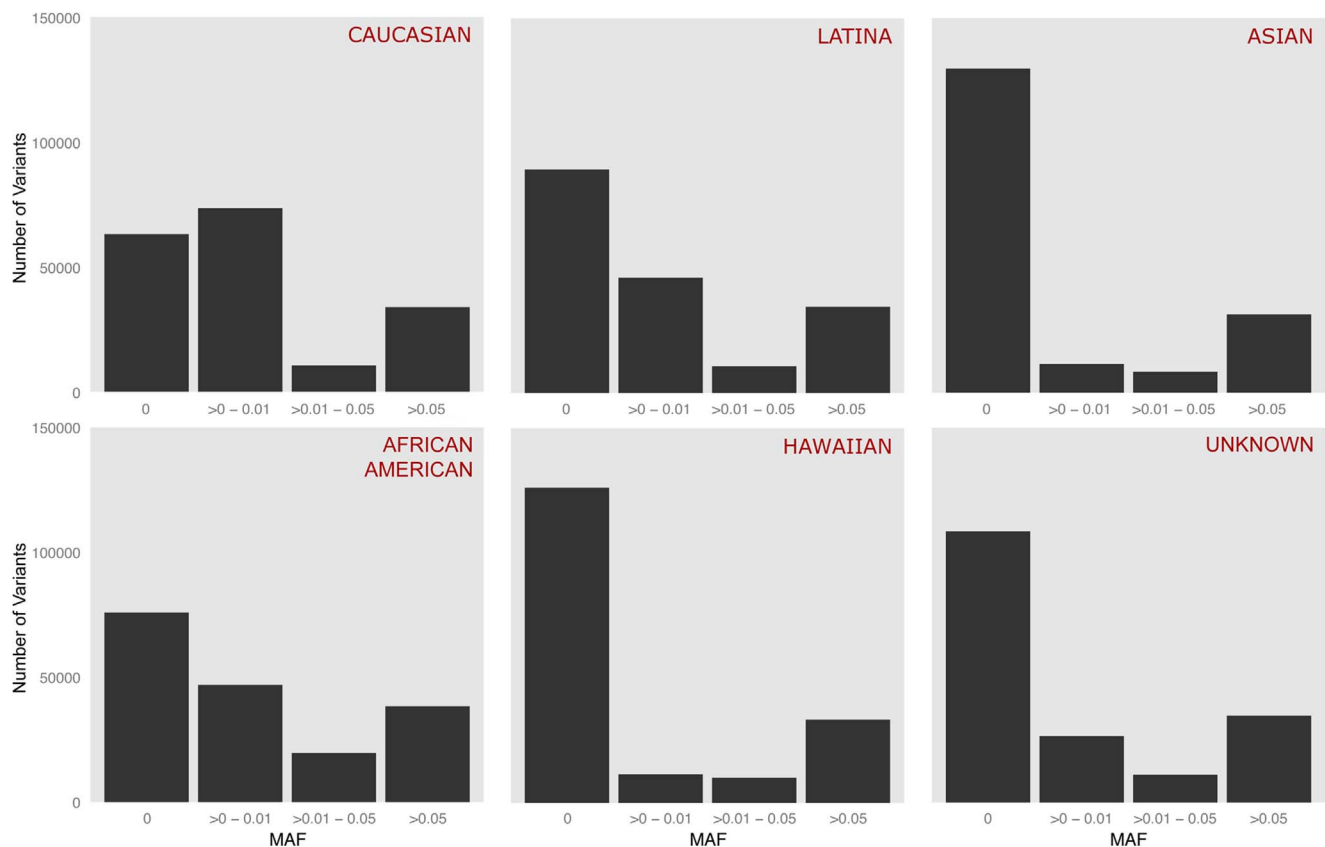 150000
100000
50000
0
Number of Variants
CAUCASIAN
0
>0 – 0.01
>0.01 – 0.05
>0.05
LATINA
0
>0 – 0.01
>0.01 – 0.05
>0.05
ASIAN
0
>0 – 0.01
>0.01 – 0.05
>0.05
150000
100000
50000
0
Number of Variants
AFRICAN
AMERICAN
0
>0 – 0.01
>0.01 – 0.05
>0.05
MAF
HAWAIIAN
0
>0 – 0.01
>0.01 – 0.05
>0.05
MAF
UNKNOWN
0
>0 – 0.01
>0.01 – 0.05
>0.05
MAF